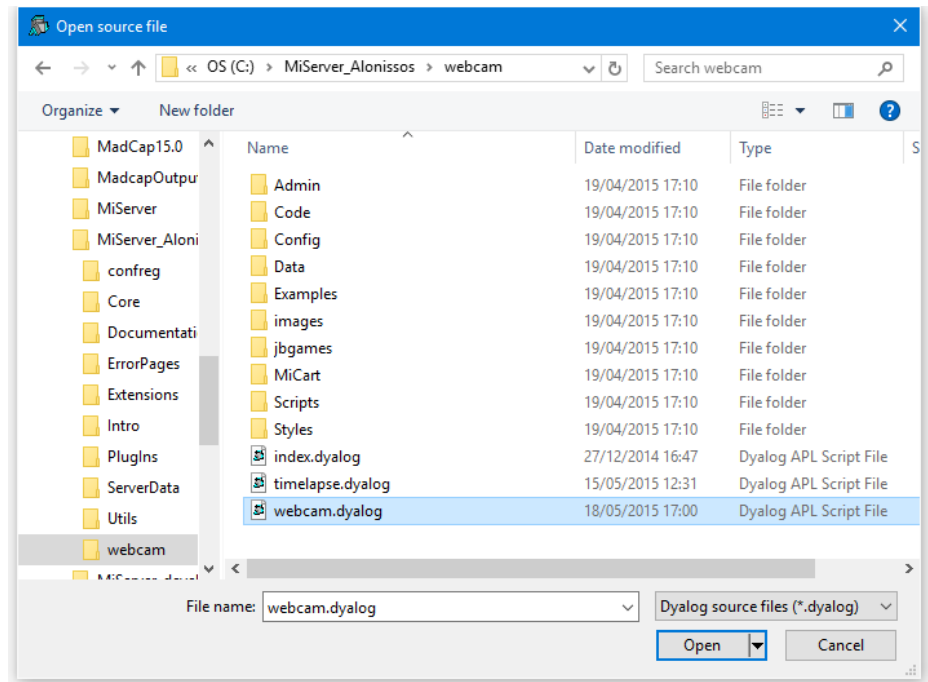 Open source file
« OS (C:) > MiServer_Alonissos > webcam Search webcam
Organize New folder ?
MadCap15.0
MadcapOutpu
MiServer
MiServer_Aloni
confreg
Core
Documentati
ErrorPages
Extensions
Intro
PlugIns
ServerData
Utils
webcam
Name Date modified Type S
Admin 19/04/2015 17:10 File folder
Code 19/04/2015 17:10 File folder
Config 19/04/2015 17:10 File folder
Data 19/04/2015 17:10 File folder
Examples 19/04/2015 17:10 File folder
images 19/04/2015 17:10 File folder
jbgames 19/04/2015 17:10 File folder
MiCart 19/04/2015 17:10 File folder
Scripts 19/04/2015 17:10 File folder
Styles 19/04/2015 17:10 File folder
index.dyalog 27/12/2014 16:47 Dyalog APL Script File
timelapse.dyalog 15/05/2015 12:31 Dyalog APL Script File
webcam.dyalog 18/05/2015 17:00 Dyalog APL Script File
File name: webcam.dyalog Dyalog source files (*.dyalog)
Open Cancel